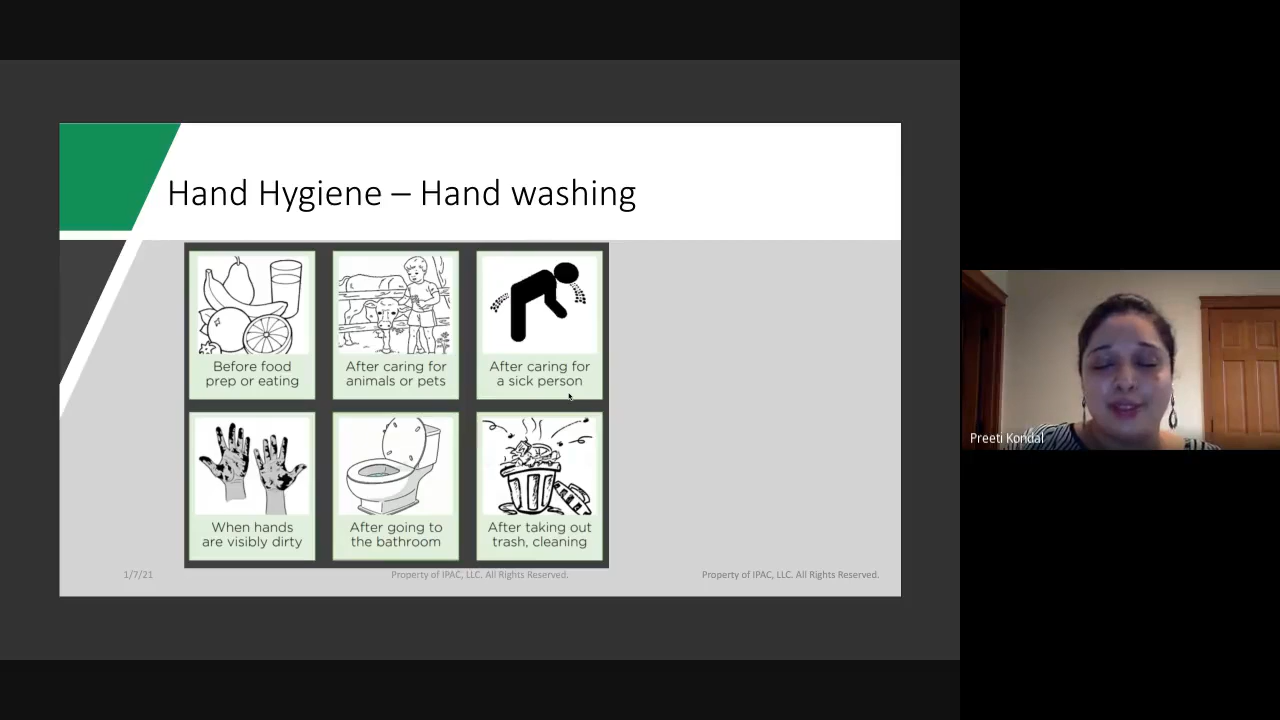 Hand Hygiene – Hand washing
Before food
prep or eating
After caring for
animals or pets
After caring for
a sick person
When hands
are visibly dirty
After going to
the bathroom
After taking out
trash, cleaning
1/7/21
Property of IPAC, LLC. All Rights Reserved.
Property of IPAC, LLC. All Rights Reserved.
Preeti Kondal